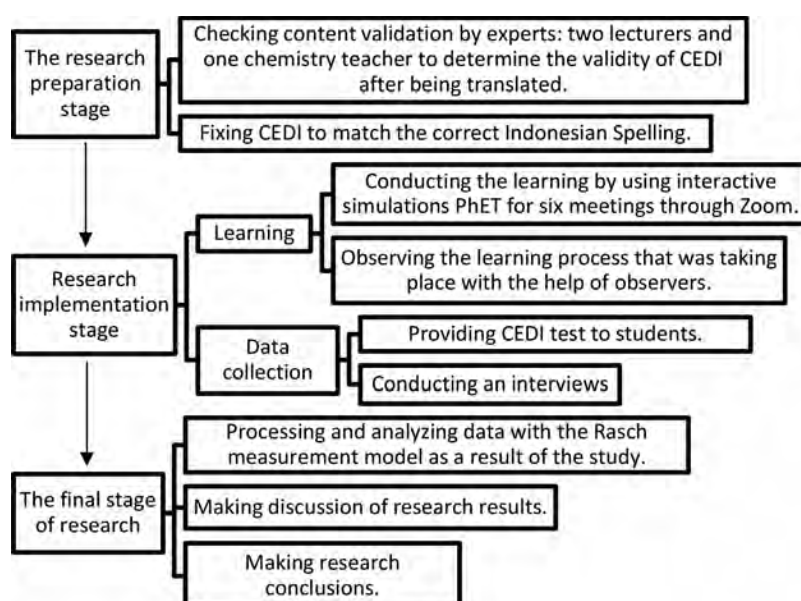 The research
preparation
stage
Checking content validation by experts: two lecturers and
one chemistry teacher to determine the validity of CEDI
after being translated.
Fixing CEDI to match the correct Indonesian Spelling.
Research
implementation
stage
Learning
Conducting the learning by using interactive
simulations PhET for six meetings through Zoom.
Observing the learning process that was taking
place with the help of observers.
Data
collection
Providing CEDI test to students.
Conducting an interviews
The final stage
of research
Processing and analyzing data with the Rasch
measurement model as a result of the study.
Making discussion of research results.
Making research
conclusions.